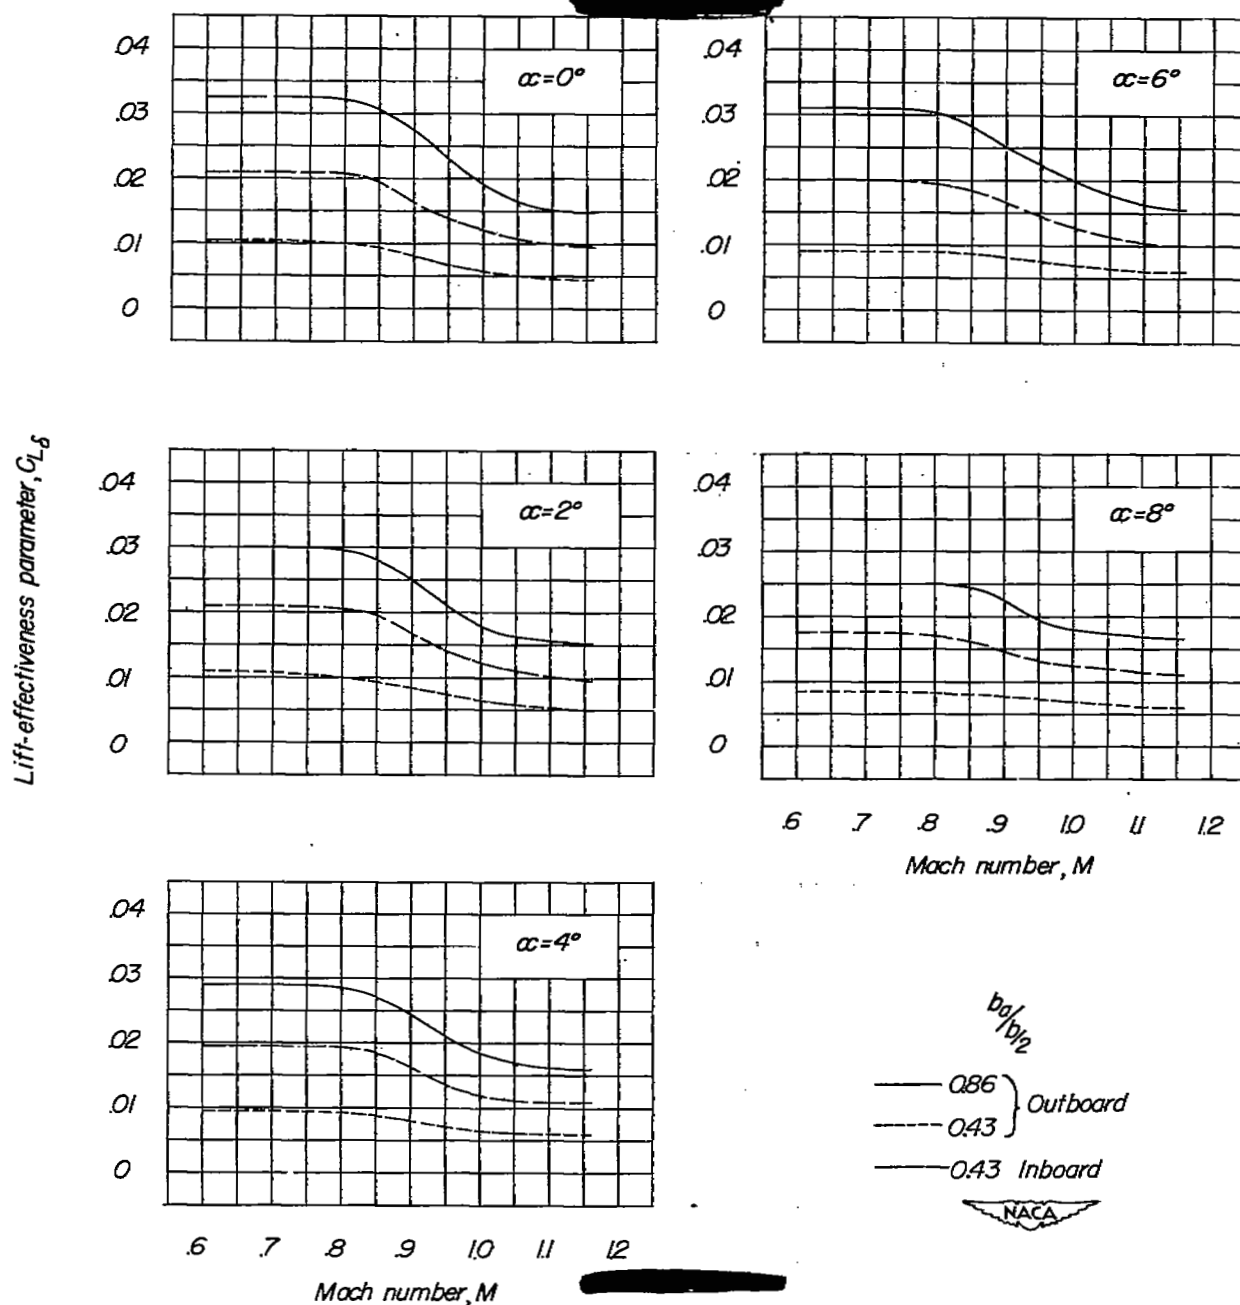 .04
.03
.02
.01
0
α=0°
.04
.03
.02
.01
0
α=6°
Lift-effectiveness parameter, C_Lδ
.04
.03
.02
.01
0
α=2°
.04
.03
.02
.01
0
α=8°
.6 .7 .8 .9 1.0 1.1 1.2
Mach number, M
.04
.03
.02
.01
0
α=4°
.6 .7 .8 .9 1.0 1.1 1.2
Mach number, M
ba/b/2
0.86
0.43
Outboard
0.43 Inboard
NACA